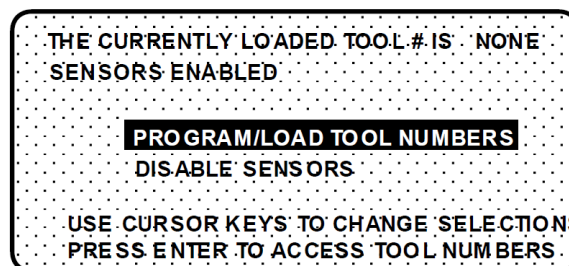 THE CURRENTLY LOADED TOOL # IS NONE
SENSORS ENABLED
PROGRAM/LOAD TOOL NUMBERS
DISABLE SENSORS
USE CURSOR KEYS TO CHANGE SELECTIONS
PRESS ENTER TO ACCESS TOOL NUMBERS